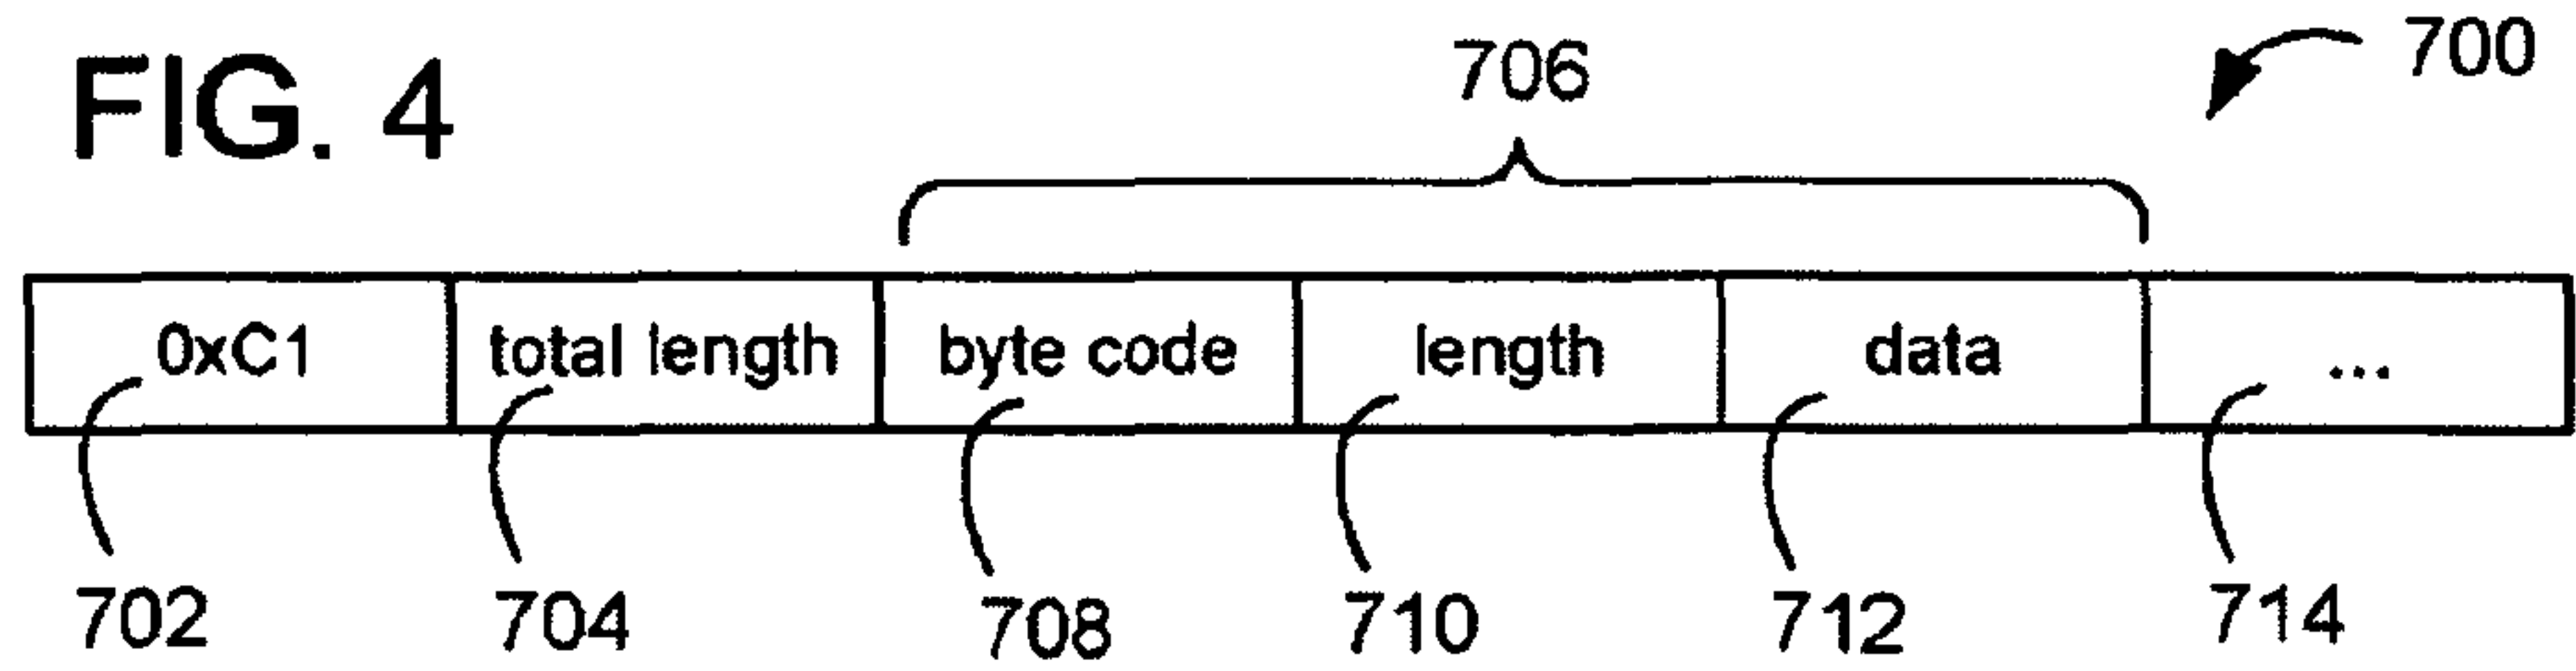 FIG. 4
706
700
0xC1 total length byte code length data ...
702 704 708 710 712 714